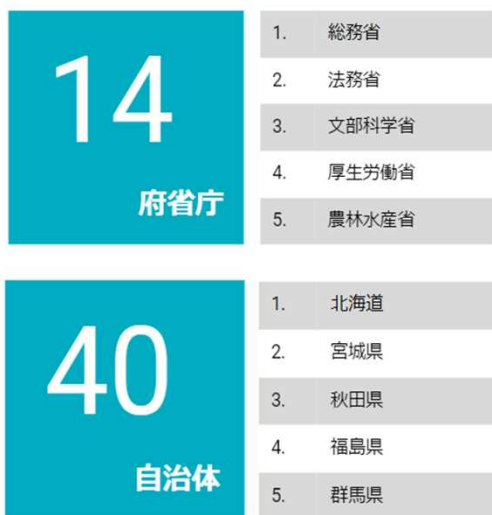 14
府省庁
1. 総務省
2. 法務省
3. 文部科学省
4. 厚生労働省
5. 農林水産省
40
自治体
1. 北海道
2. 宮城県
3. 秋田県
4. 福島県
5. 群馬県